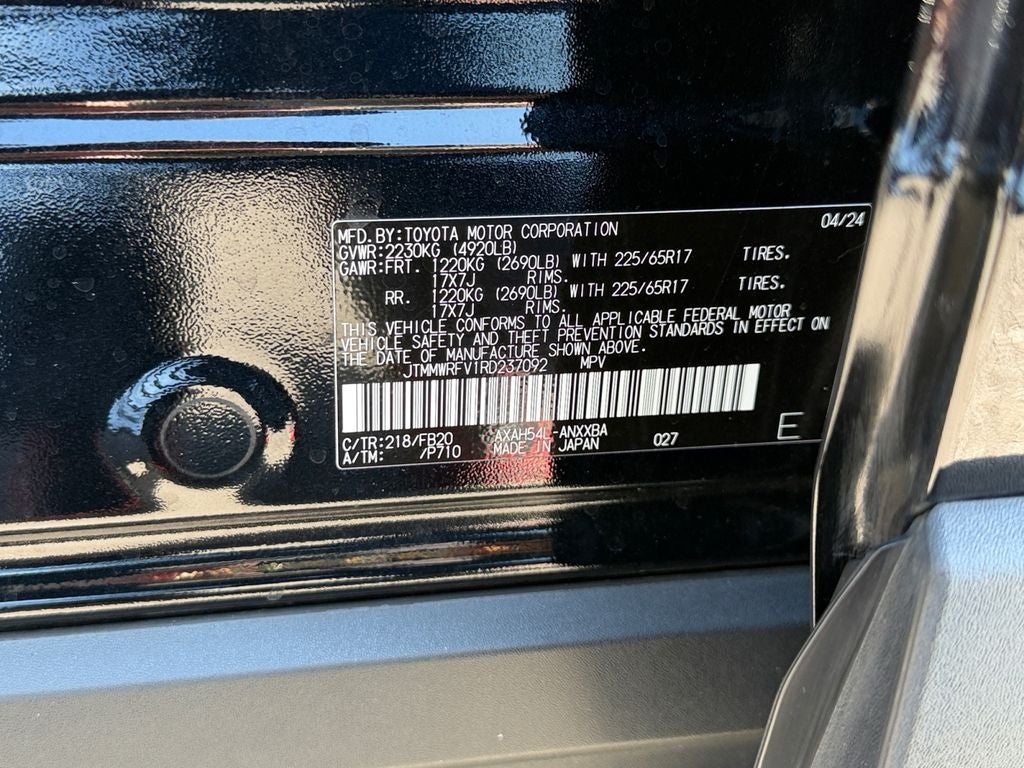 04/24
MFD.BY:TOYOTA MOTOR CORPORATION
GVWR:2230KG (4920LB)
GAWR:FRT. 1220KG (2690LB) WITH 225/65R17 TIRES.
17X7J RIMS.
RR. 1220KG (2690LB) WITH 225/65R17 TIRES.
17X7J RIMS.
THIS VEHICLE CONFORMS TO ALL APPLICABLE FEDERAL MOTOR
VEHICLE SAFETY AND THEFT PREVENTION STANDARDS IN EFFECT ON
THE DATE OF MANUFACTURE SHOWN ABOVE.
JTMMWRFV1RD237092 MPV
C/TR:218/FB20 AXAH54L-ANXXBA 027 E
A/TM: /P710 MADE IN JAPAN